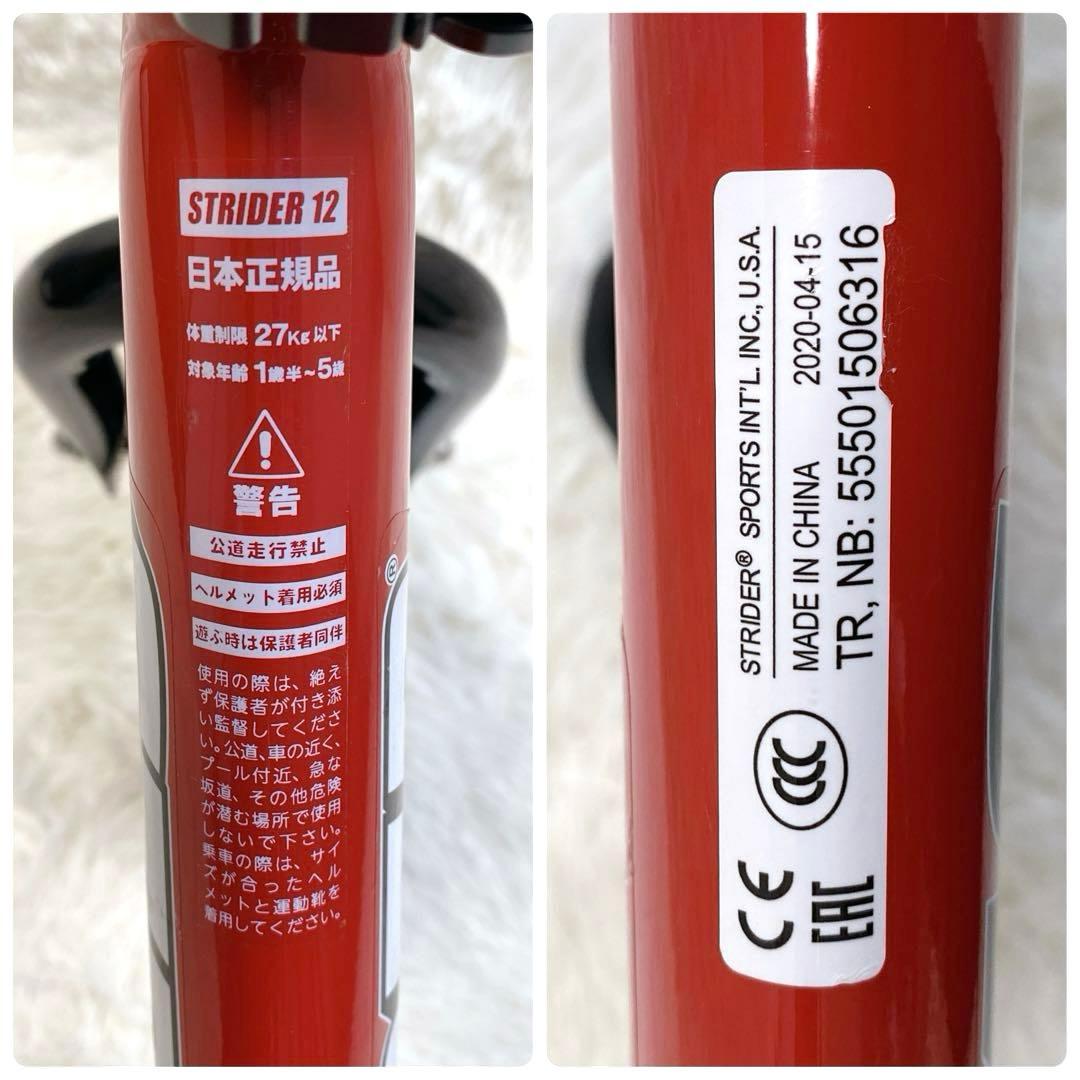 STRIDER 12
日本正規品
体重制限 27Kg 以下
対象年齢 1歳半~5歳
警告
公道走行禁止
ヘルメット着用必須
遊ぶ時は保護者同伴
使用の際は、絶え
ず保護者が付き添
い監督してくださ
い。公道、車の近く、
プール付近、急な
坂道、その他危険
が潜む場所で使用
しないで下さい。
乗車の際は、サイ
ズが合ったヘル
メットと運動靴を
着用してください。
®
STRIDER® SPORTS INT'L. INC., U.S.A.
MADE IN CHINA 2020-04-15
TR, NB: 55501506316
CCC
CE
EAC